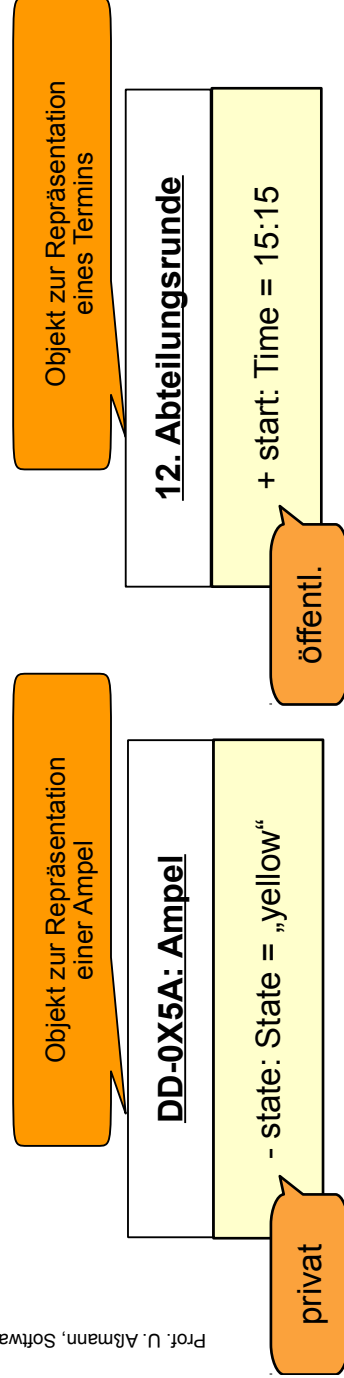 Objekt zur Repräsentation
einer Ampel
DD-0X5A: Ampel
- state: State = „yellow“
privat
Objekt zur Repräsentation
eines Termins
12. Abteilungsrunde
+ start: Time = 15:15
öffentl.
Prof. U. Aßmann, Softwa